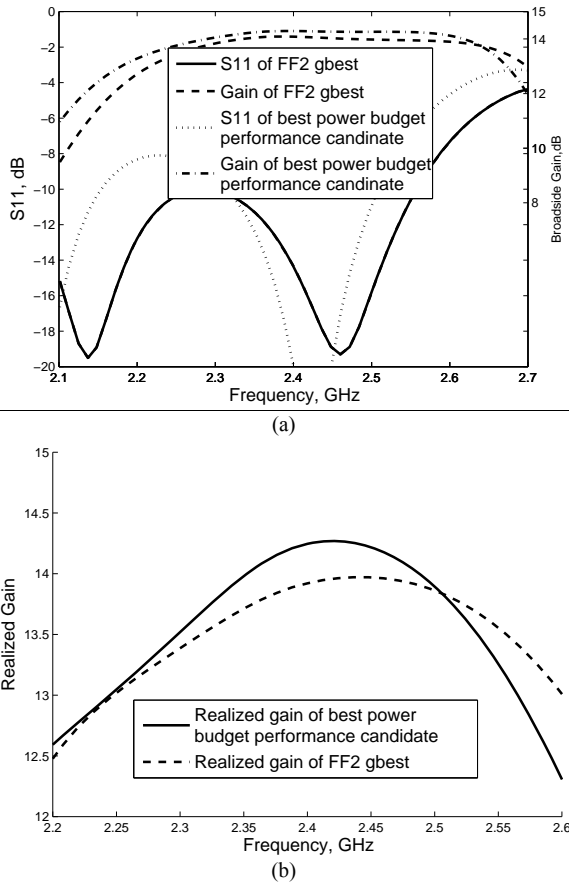 0
−2
−4
−6
−8
−10
−12
−14
−16
−18
−20
S11, dB
15
14
12
10
8
Broadside Gain,dB
S11 of FF2 gbest
Gain of FF2 gbest
S11 of best power budget
performance candinate
Gain of best power budget
performance candinate
2.1 2.2 2.3 2.4 2.5 2.6 2.7
Frequency, GHz
(a)
15
14.5
14
13.5
13
12.5
12
Realized Gain
Realized gain of best power
budget performance candidate
Realized gain of FF2 gbest
2.2 2.25 2.3 2.35 2.4 2.45 2.5 2.55 2.6
Frequency, GHz
(b)